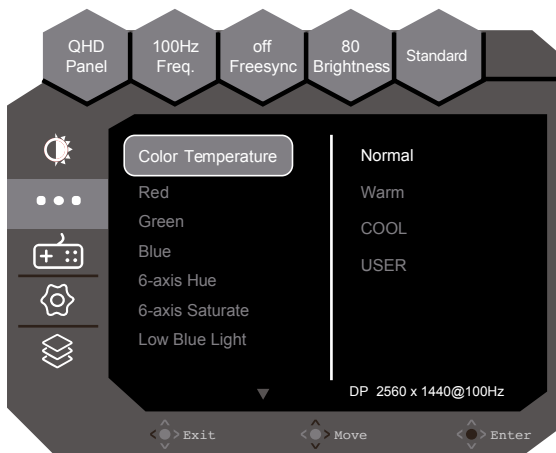 QHD
Panel
100Hz
Freq.
off
Freesync
80
Brightness
Standard
Color Temperature
Red
Green
Blue
6-axis Hue
6-axis Saturate
Low Blue Light
Normal
Warm
COOL
USER
DP 2560 x 1440@100Hz
Exit
Move
Enter